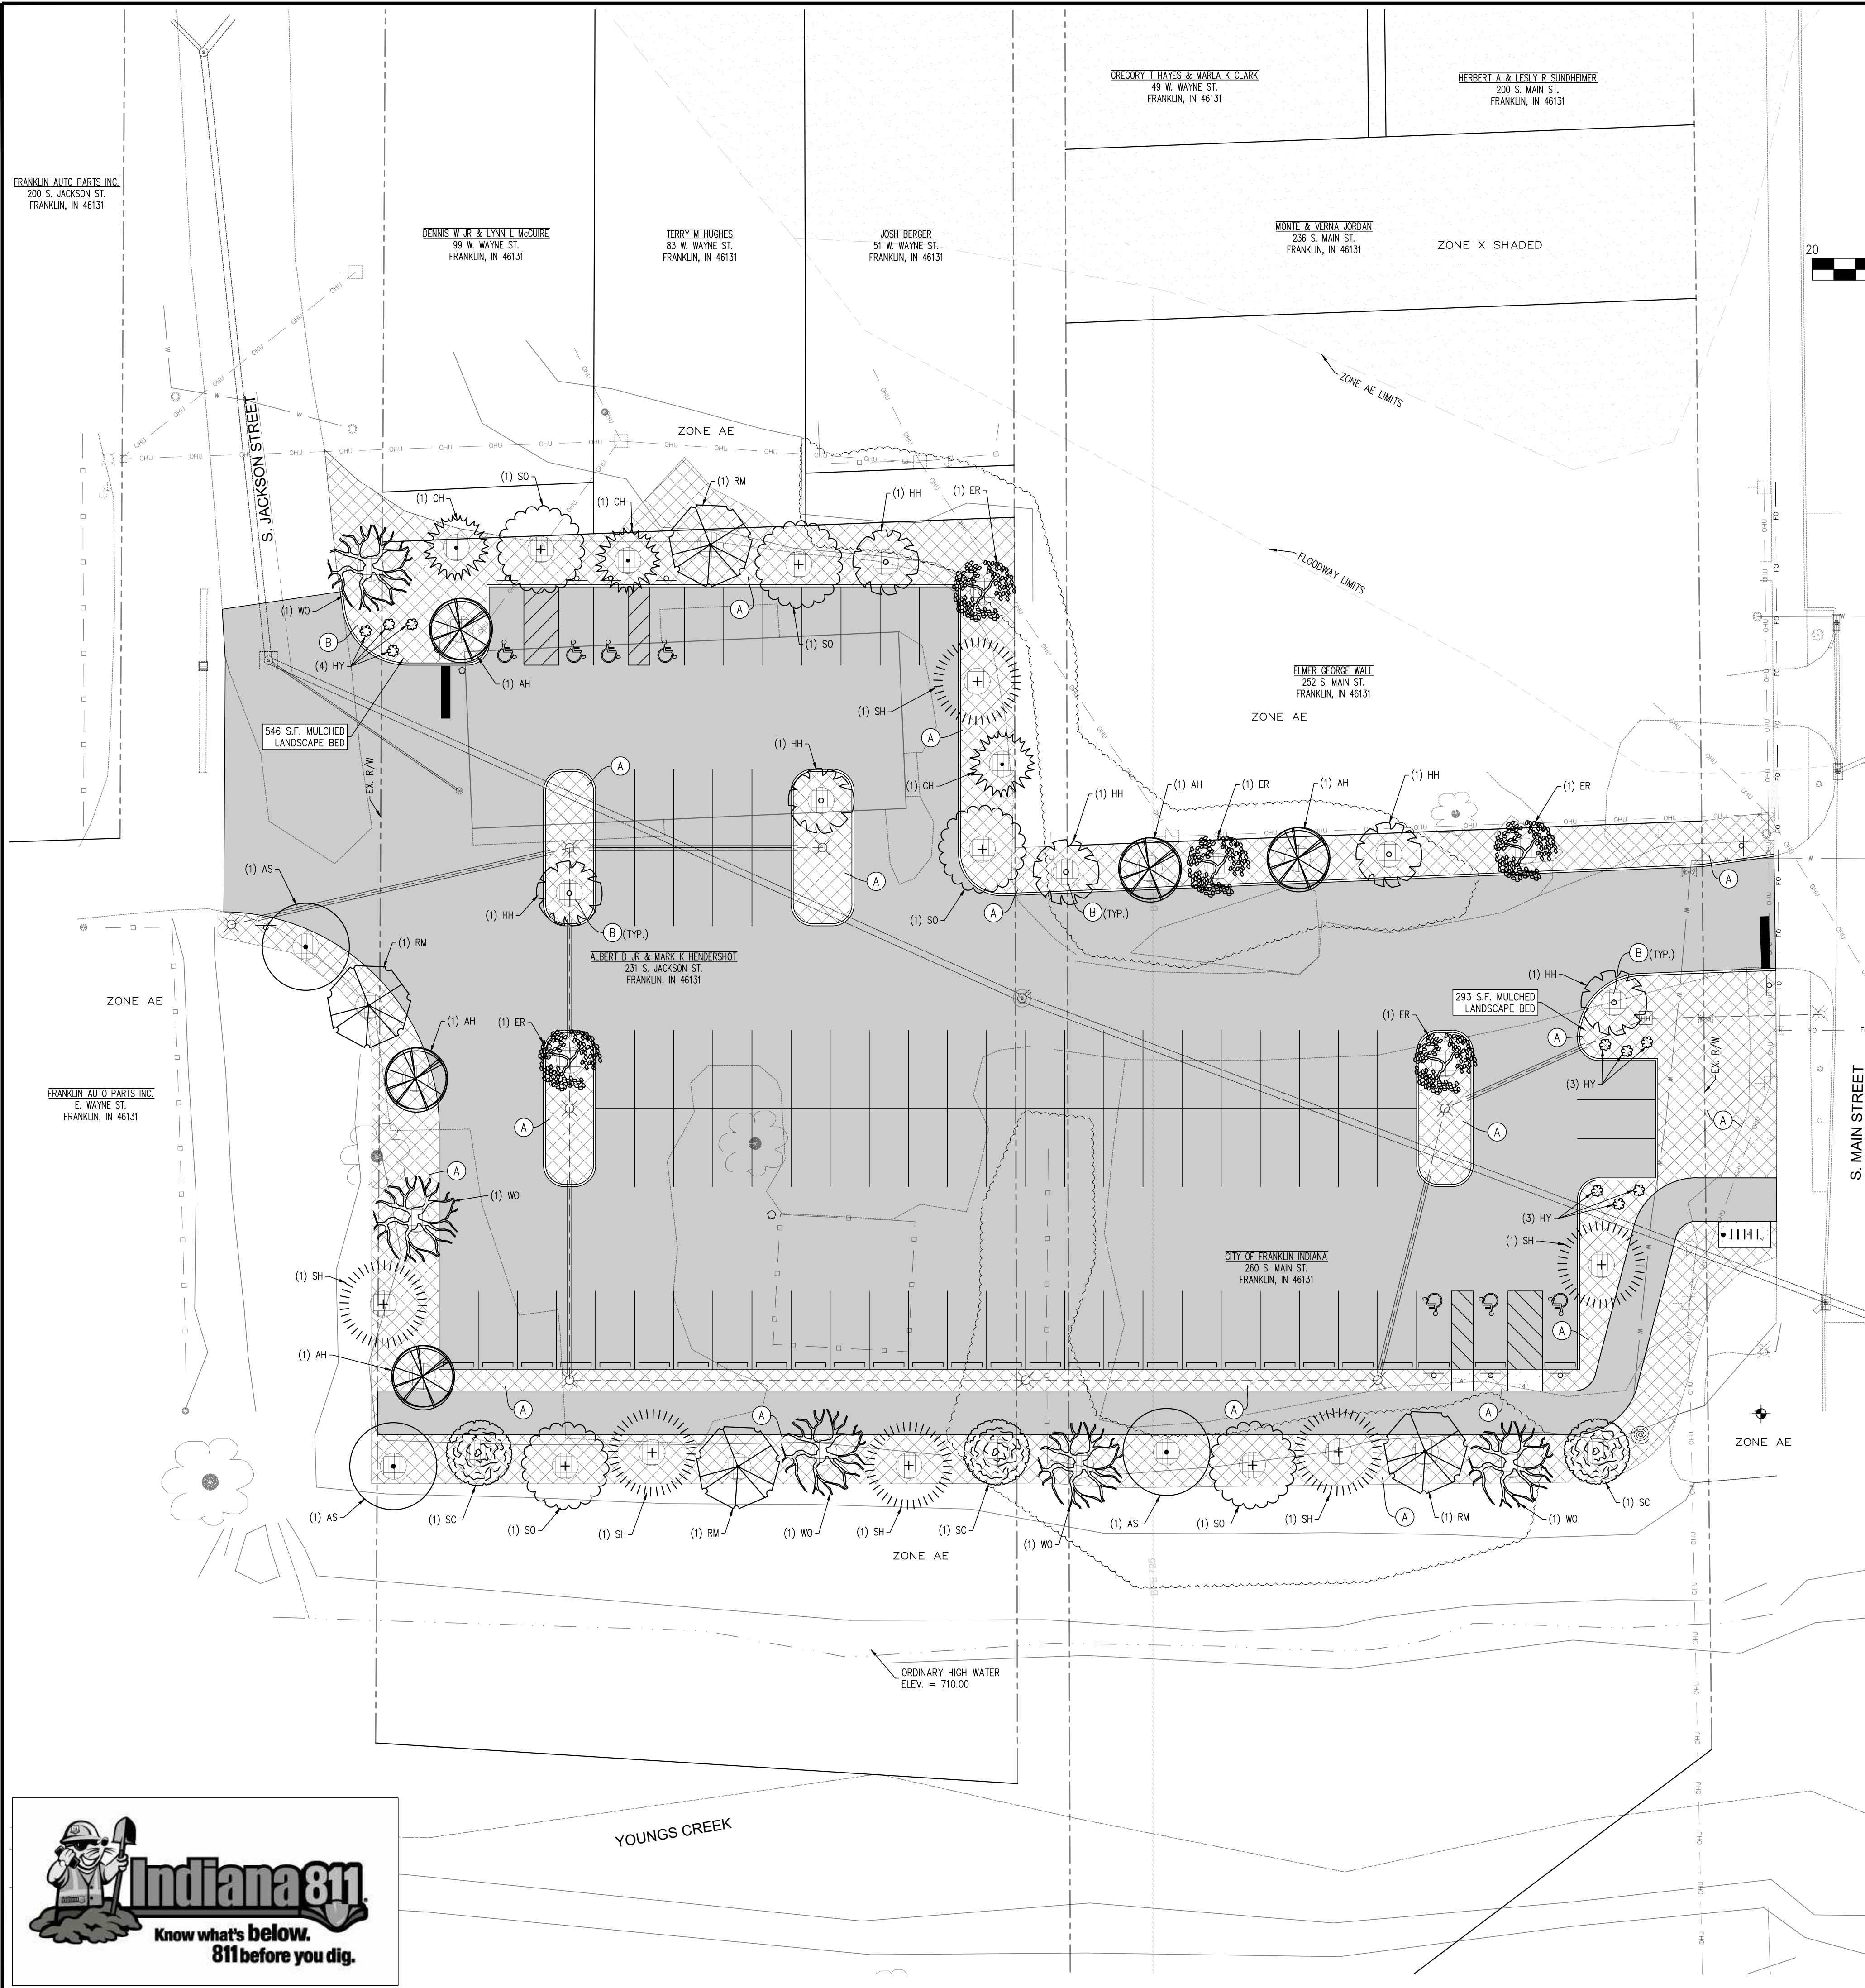 GREGORY T HAYES & MARLA K CLARK
49 W. WAYNE ST.
FRANKLIN, IN 46131
HERBERT A & LESLY R SUNDHEIMER
200 S. MAIN ST.
FRANKLIN, IN 46131
FRANKLIN AUTO PARTS INC.
200 S. JACKSON ST.
FRANKLIN, IN 46131
DENNIS W JR & LYNN L McGUIRE
99 W. WAYNE ST.
FRANKLIN, IN 46131
TERRY M HUGHES
83 W. WAYNE ST.
FRANKLIN, IN 46131
JOSH BERGER
51 W. WAYNE ST.
FRANKLIN, IN 46131
MONTE & VERNA JORDAN
236 S. MAIN ST.
FRANKLIN, IN 46131
ZONE X SHADED
20
ZONE AE LIMITS
S. JACKSON STREET
ZONE AE
(1) SO
(1) CH
(1) CH
(1) RM
(1) HH
(1) ER
FLOODWAY LIMITS
(1) WO
B
(4) HY
(1) AH
A
(1) SO
ELMER GEORGE WALL
252 S. MAIN ST.
FRANKLIN, IN 46131
ZONE AE
(1) SH
A
546 S.F. MULCHED
LANDSCAPE BED
EX. R/W
A
(1) HH
(1) CH
(1) HH
(1) AH
(1) ER
(1) AH
(1) HH
(1) ER
(1) AS
A
A
(1) HH
B (TYP.)
(1) SO
A
B (TYP.)
(1) RM
ALBERT D JR & MARK K HENDERSHOT
231 S. JACKSON ST.
FRANKLIN, IN 46131
B (TYP.)
(1) HH
ZONE AE
293 S.F. MULCHED
LANDSCAPE BED
HH
FO
(1) AH
(1) ER
(1) ER
A
EX. R/W
(3) HY
FRANKLIN AUTO PARTS INC.
E. WAYNE ST.
FRANKLIN, IN 46131
A
A
A
S. MAIN STREET
A
(1) WO
(3) HY
(1) SH
CITY OF FRANKLIN INDIANA
260 S. MAIN ST.
FRANKLIN, IN 46131
(1) SH
A
(1) AH
A
A
A
A
ZONE AE
(1) AS
(1) SC
(1) SO
(1) SH
(1) RM
(1) WO
(1) SH
(1) SC
(1) WO
(1) AS
(1) SO
(1) SH
A
(1) RM
(1) WO
(1) SC
ZONE AE
BFE 725
ORDINARY HIGH WATER
ELEV. = 710.00
YOUNGS CREEK
Indiana 811
Know what's below.
811 before you dig.